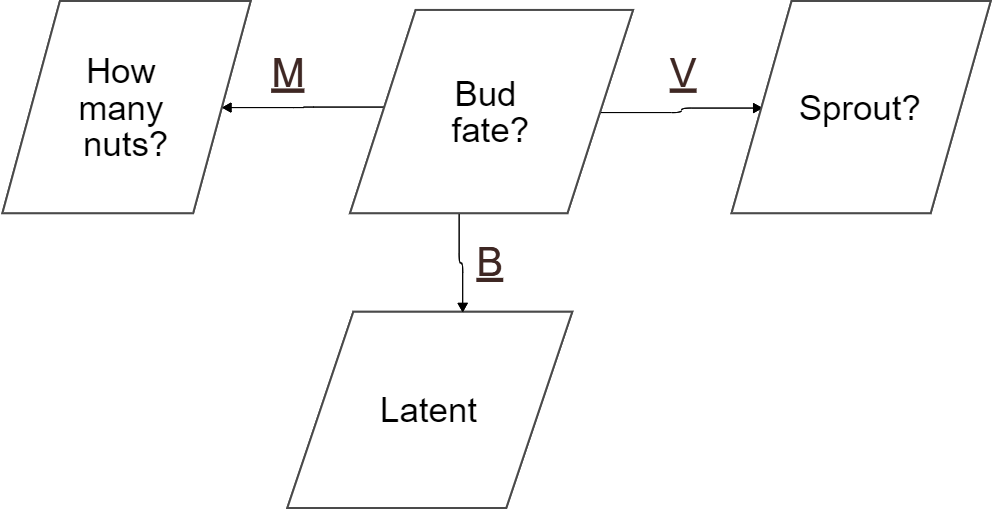 How
many
nuts?
M
Bud
fate?
V
Sprout?
B
Latent